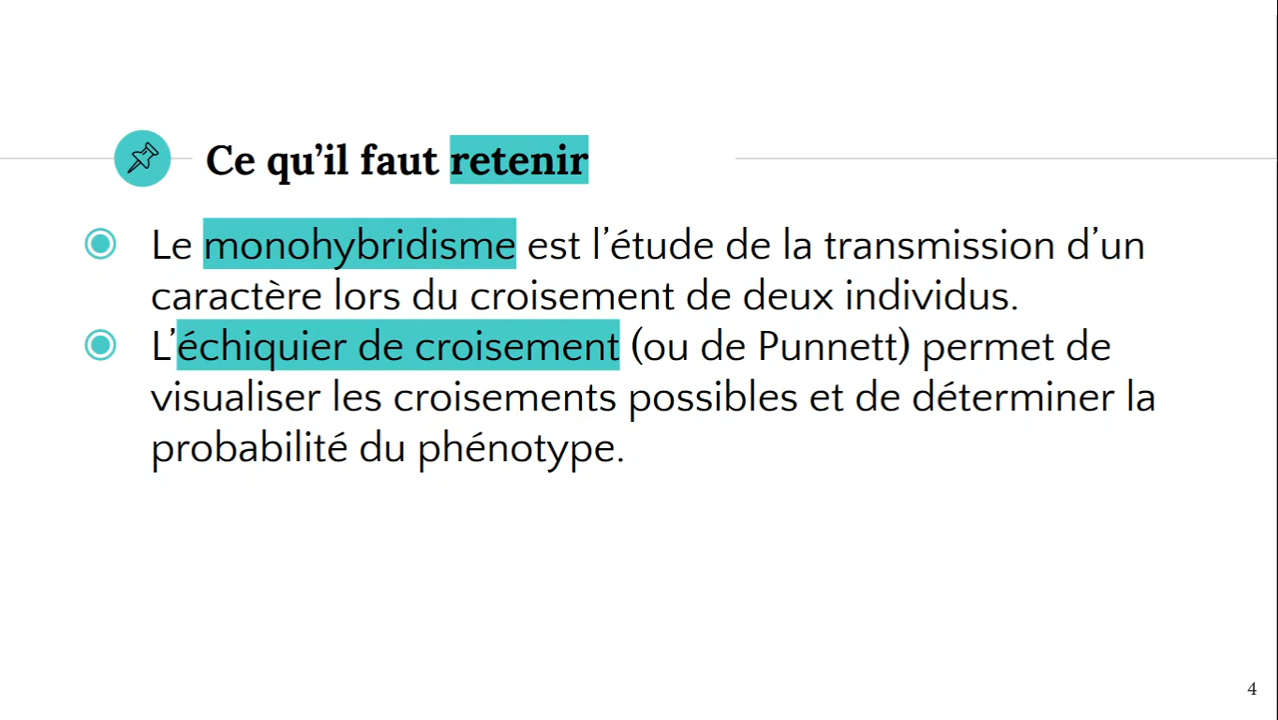 Ce qu’il faut retenir
Le monohybridisme est l’étude de la transmission d’un
caractère lors du croisement de deux individus.
L’échiquier de croisement (ou de Punnett) permet de
visualiser les croisements possibles et de déterminer la
probabilité du phénotype.
4